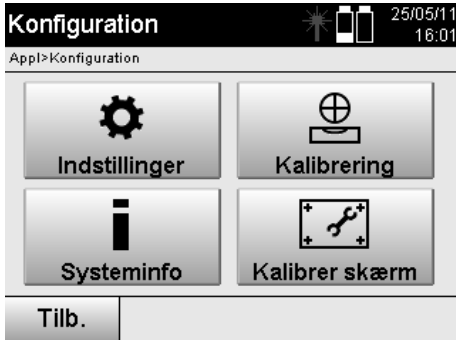 Konfiguration
25/05/11
16:01
Appl>Konfiguration
Indstillinger
Kalibrering
Systeminfo
Kalibrer skærm
Tilb.